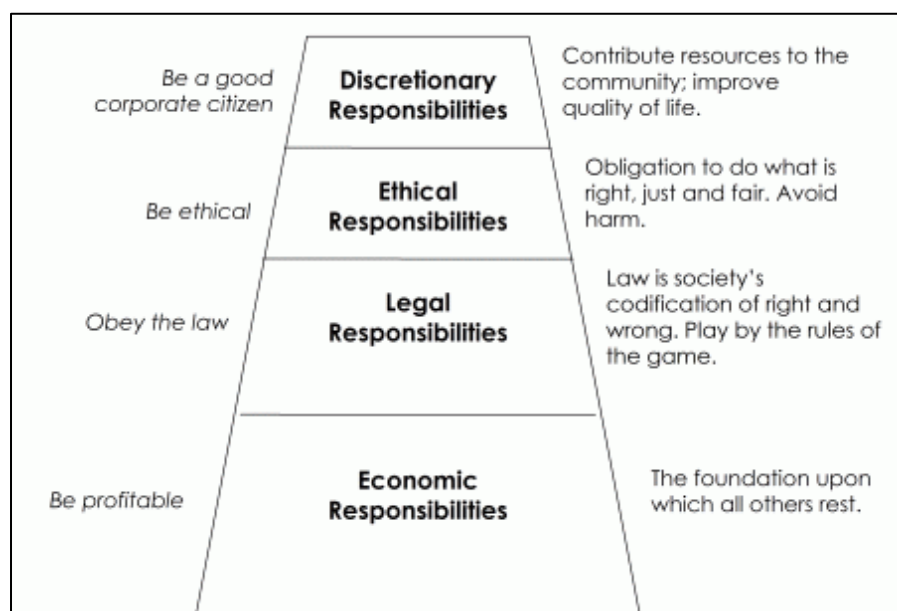 Be a good
corporate citizen
Discretionary
Responsibilities
Contribute resources to the
community; improve
quality of life.
Be ethical
Ethical
Responsibilities
Obligation to do what is
right, just and fair. Avoid
harm.
Obey the law
Legal
Responsibilities
Law is society's
codification of right and
wrong. Play by the rules of
the game.
Be profitable
Economic
Responsibilities
The foundation upon
which all others rest.